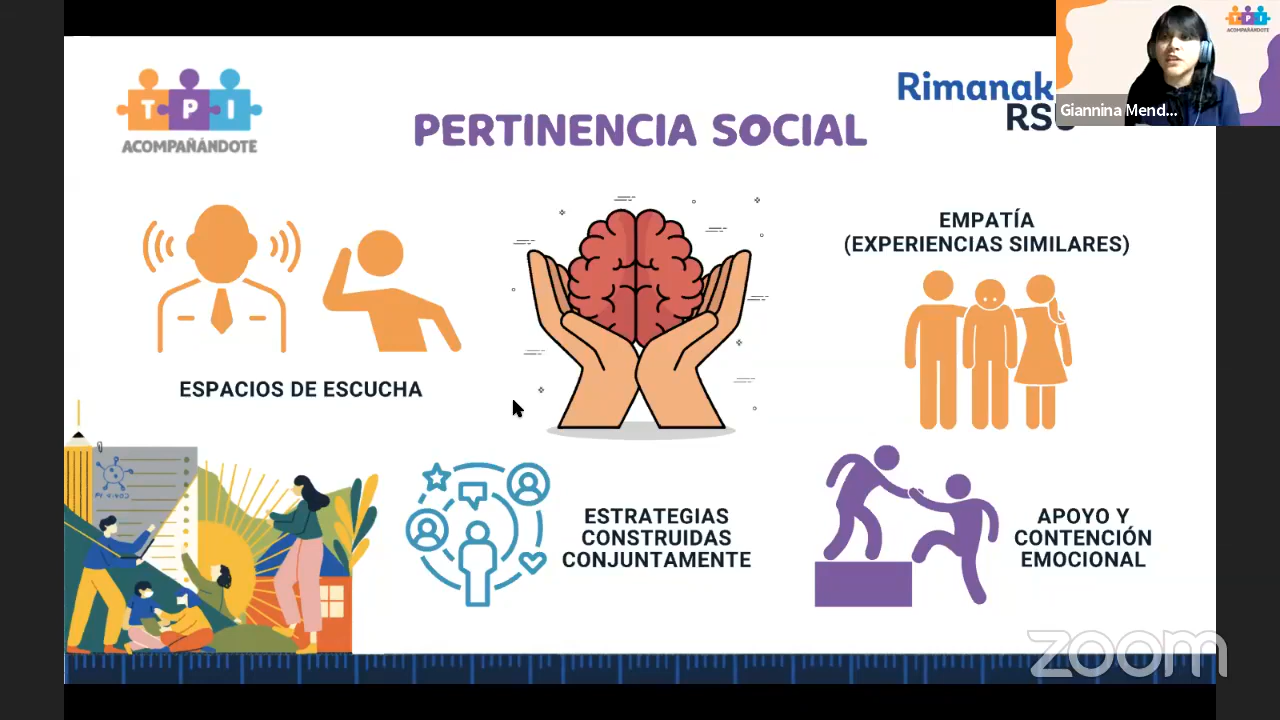 TPI
ACOMPAÑÁNDOTE
PERTINENCIA SOCIAL
Rimanak
TPI
ACOMPAÑÁNDOTE
Giannina Mend...
ESPACIOS DE ESCUCHA
EMPATÍA
(EXPERIENCIAS SIMILARES)
ESTRATEGIAS
CONSTRUIDAS
CONJUNTAMENTE
APOYO Y
CONTENCIÓN
EMOCIONAL
zoom